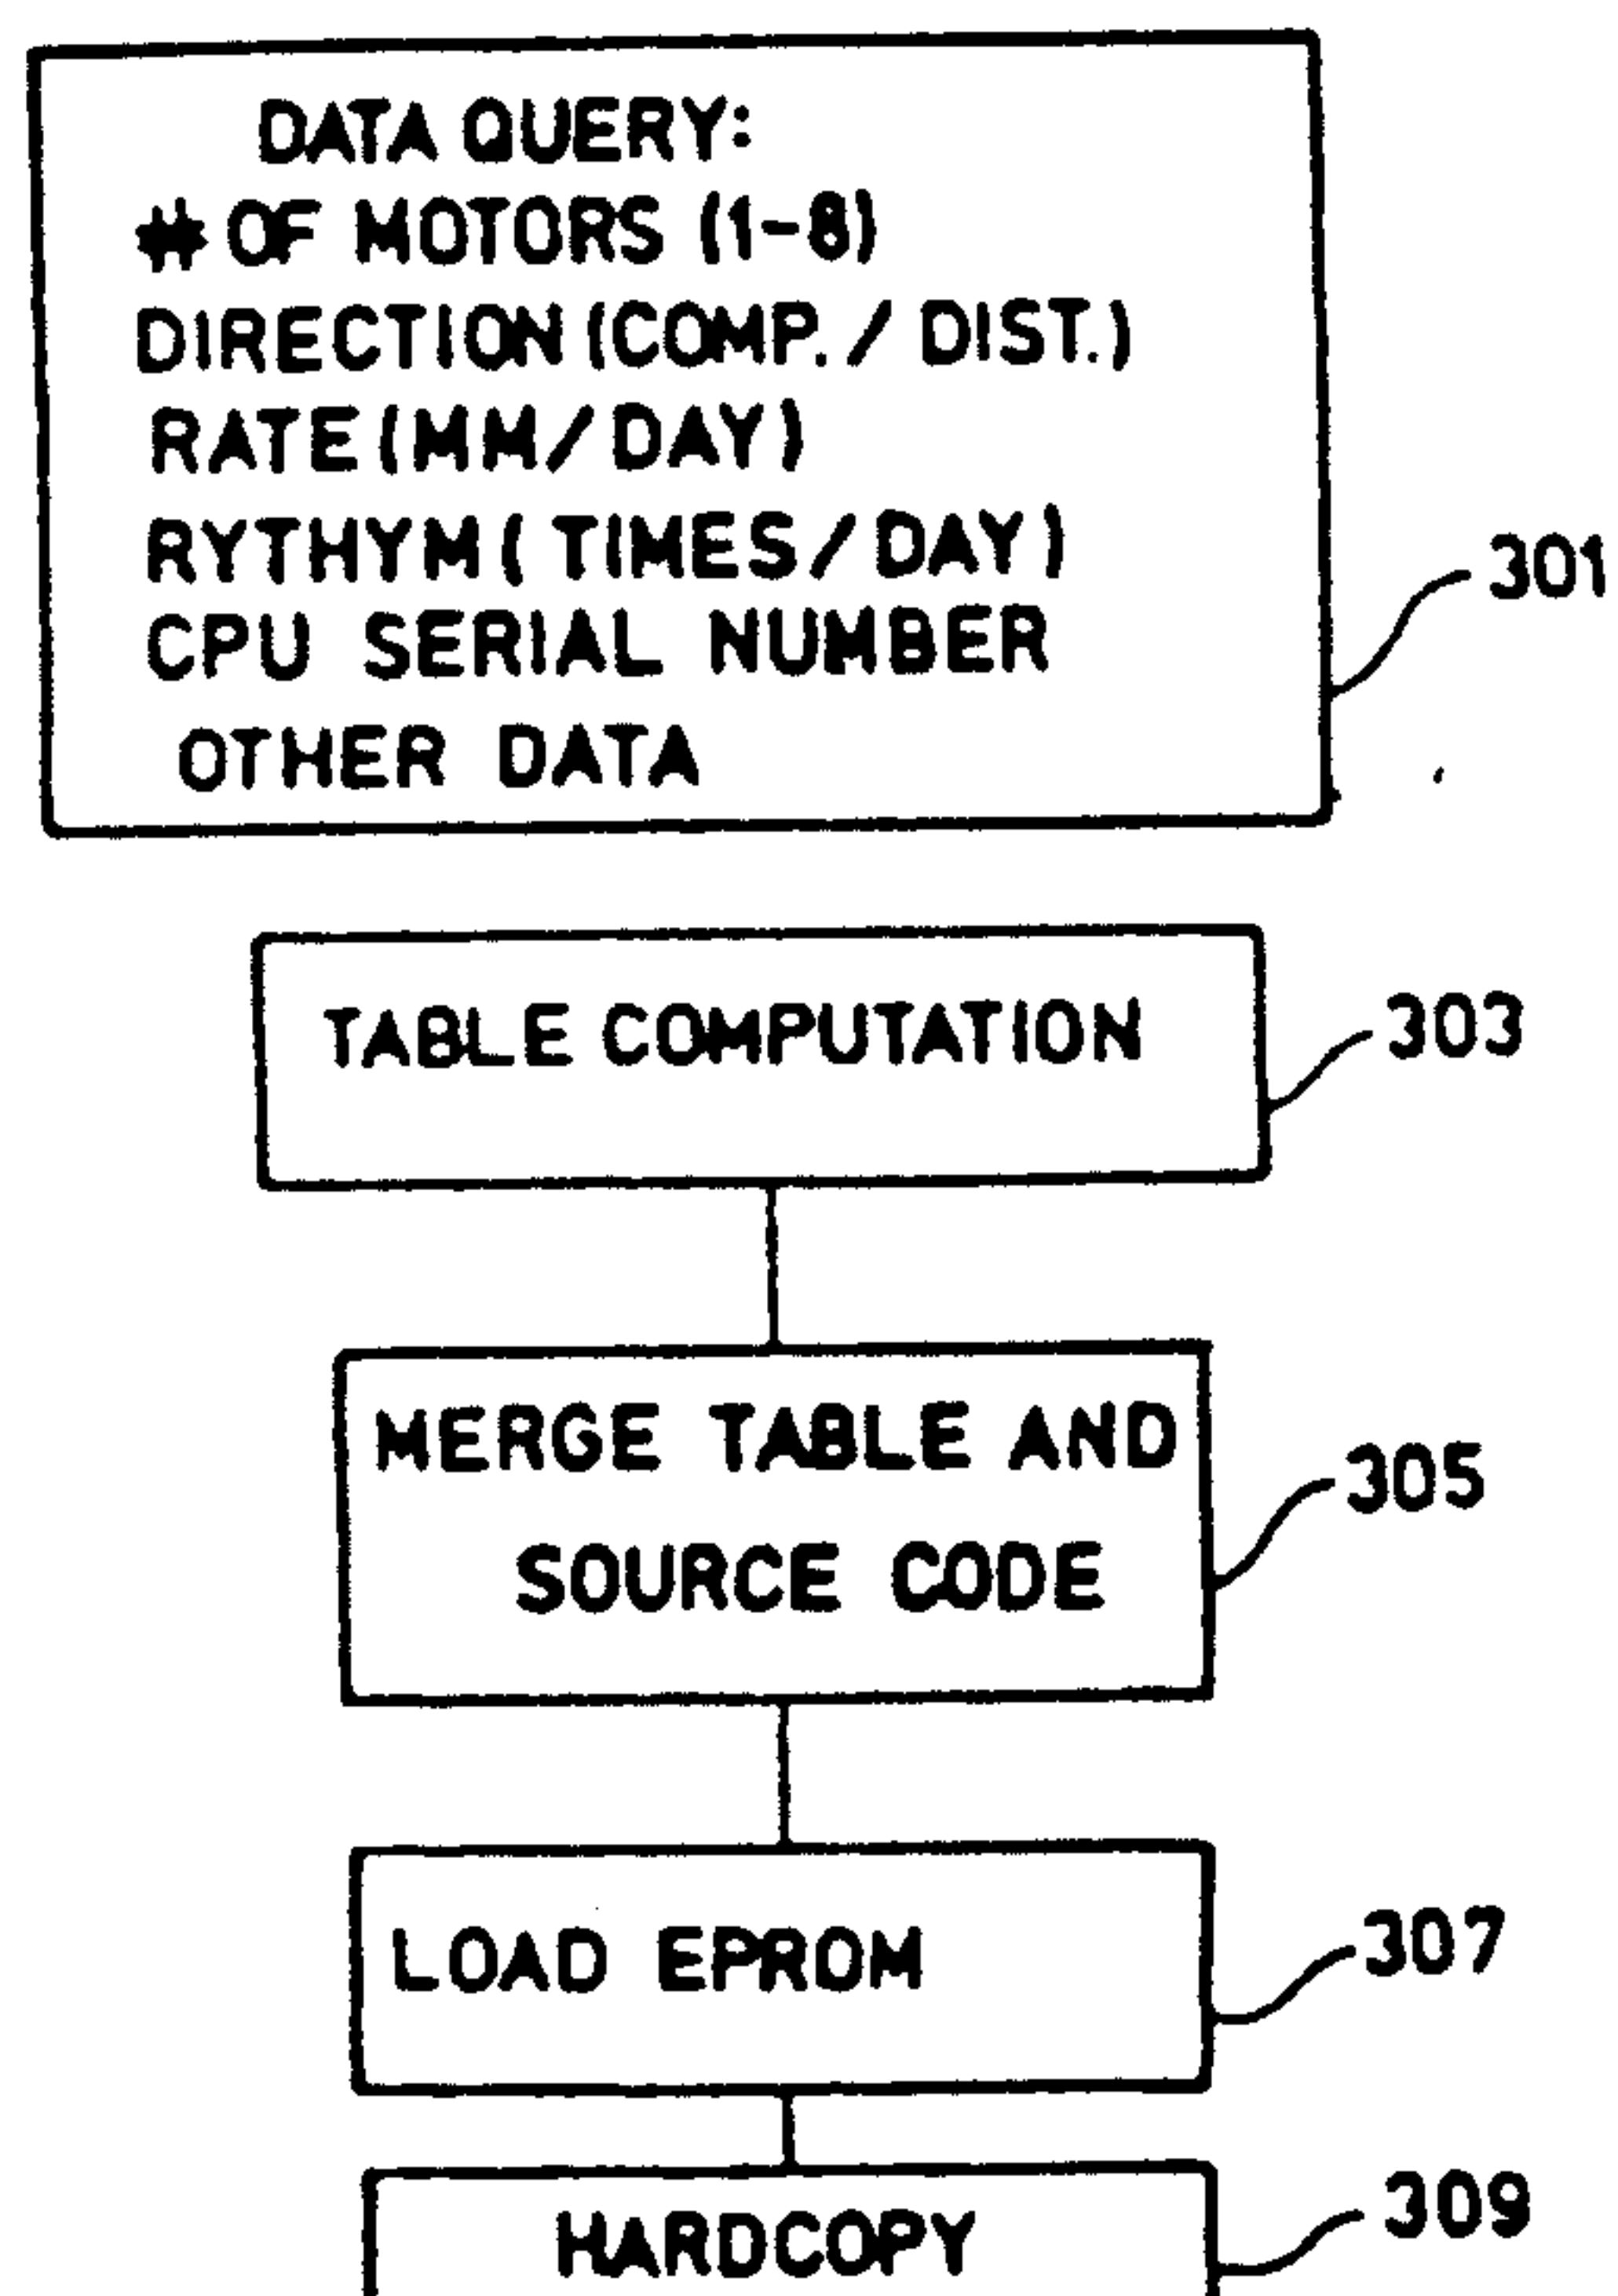 DATA QUERY:
# OF MOTORS (1-8)
DIRECTION (COMP. / DIST.)
RATE (MM/DAY)
RYTHYM (TIMES/DAY)
CPU SERIAL NUMBER
OTHER DATA
301
TABLE COMPUTATION
303
MERGE TABLE AND
SOURCE CODE
305
LOAD EPROM
307
HARDCOPY
309